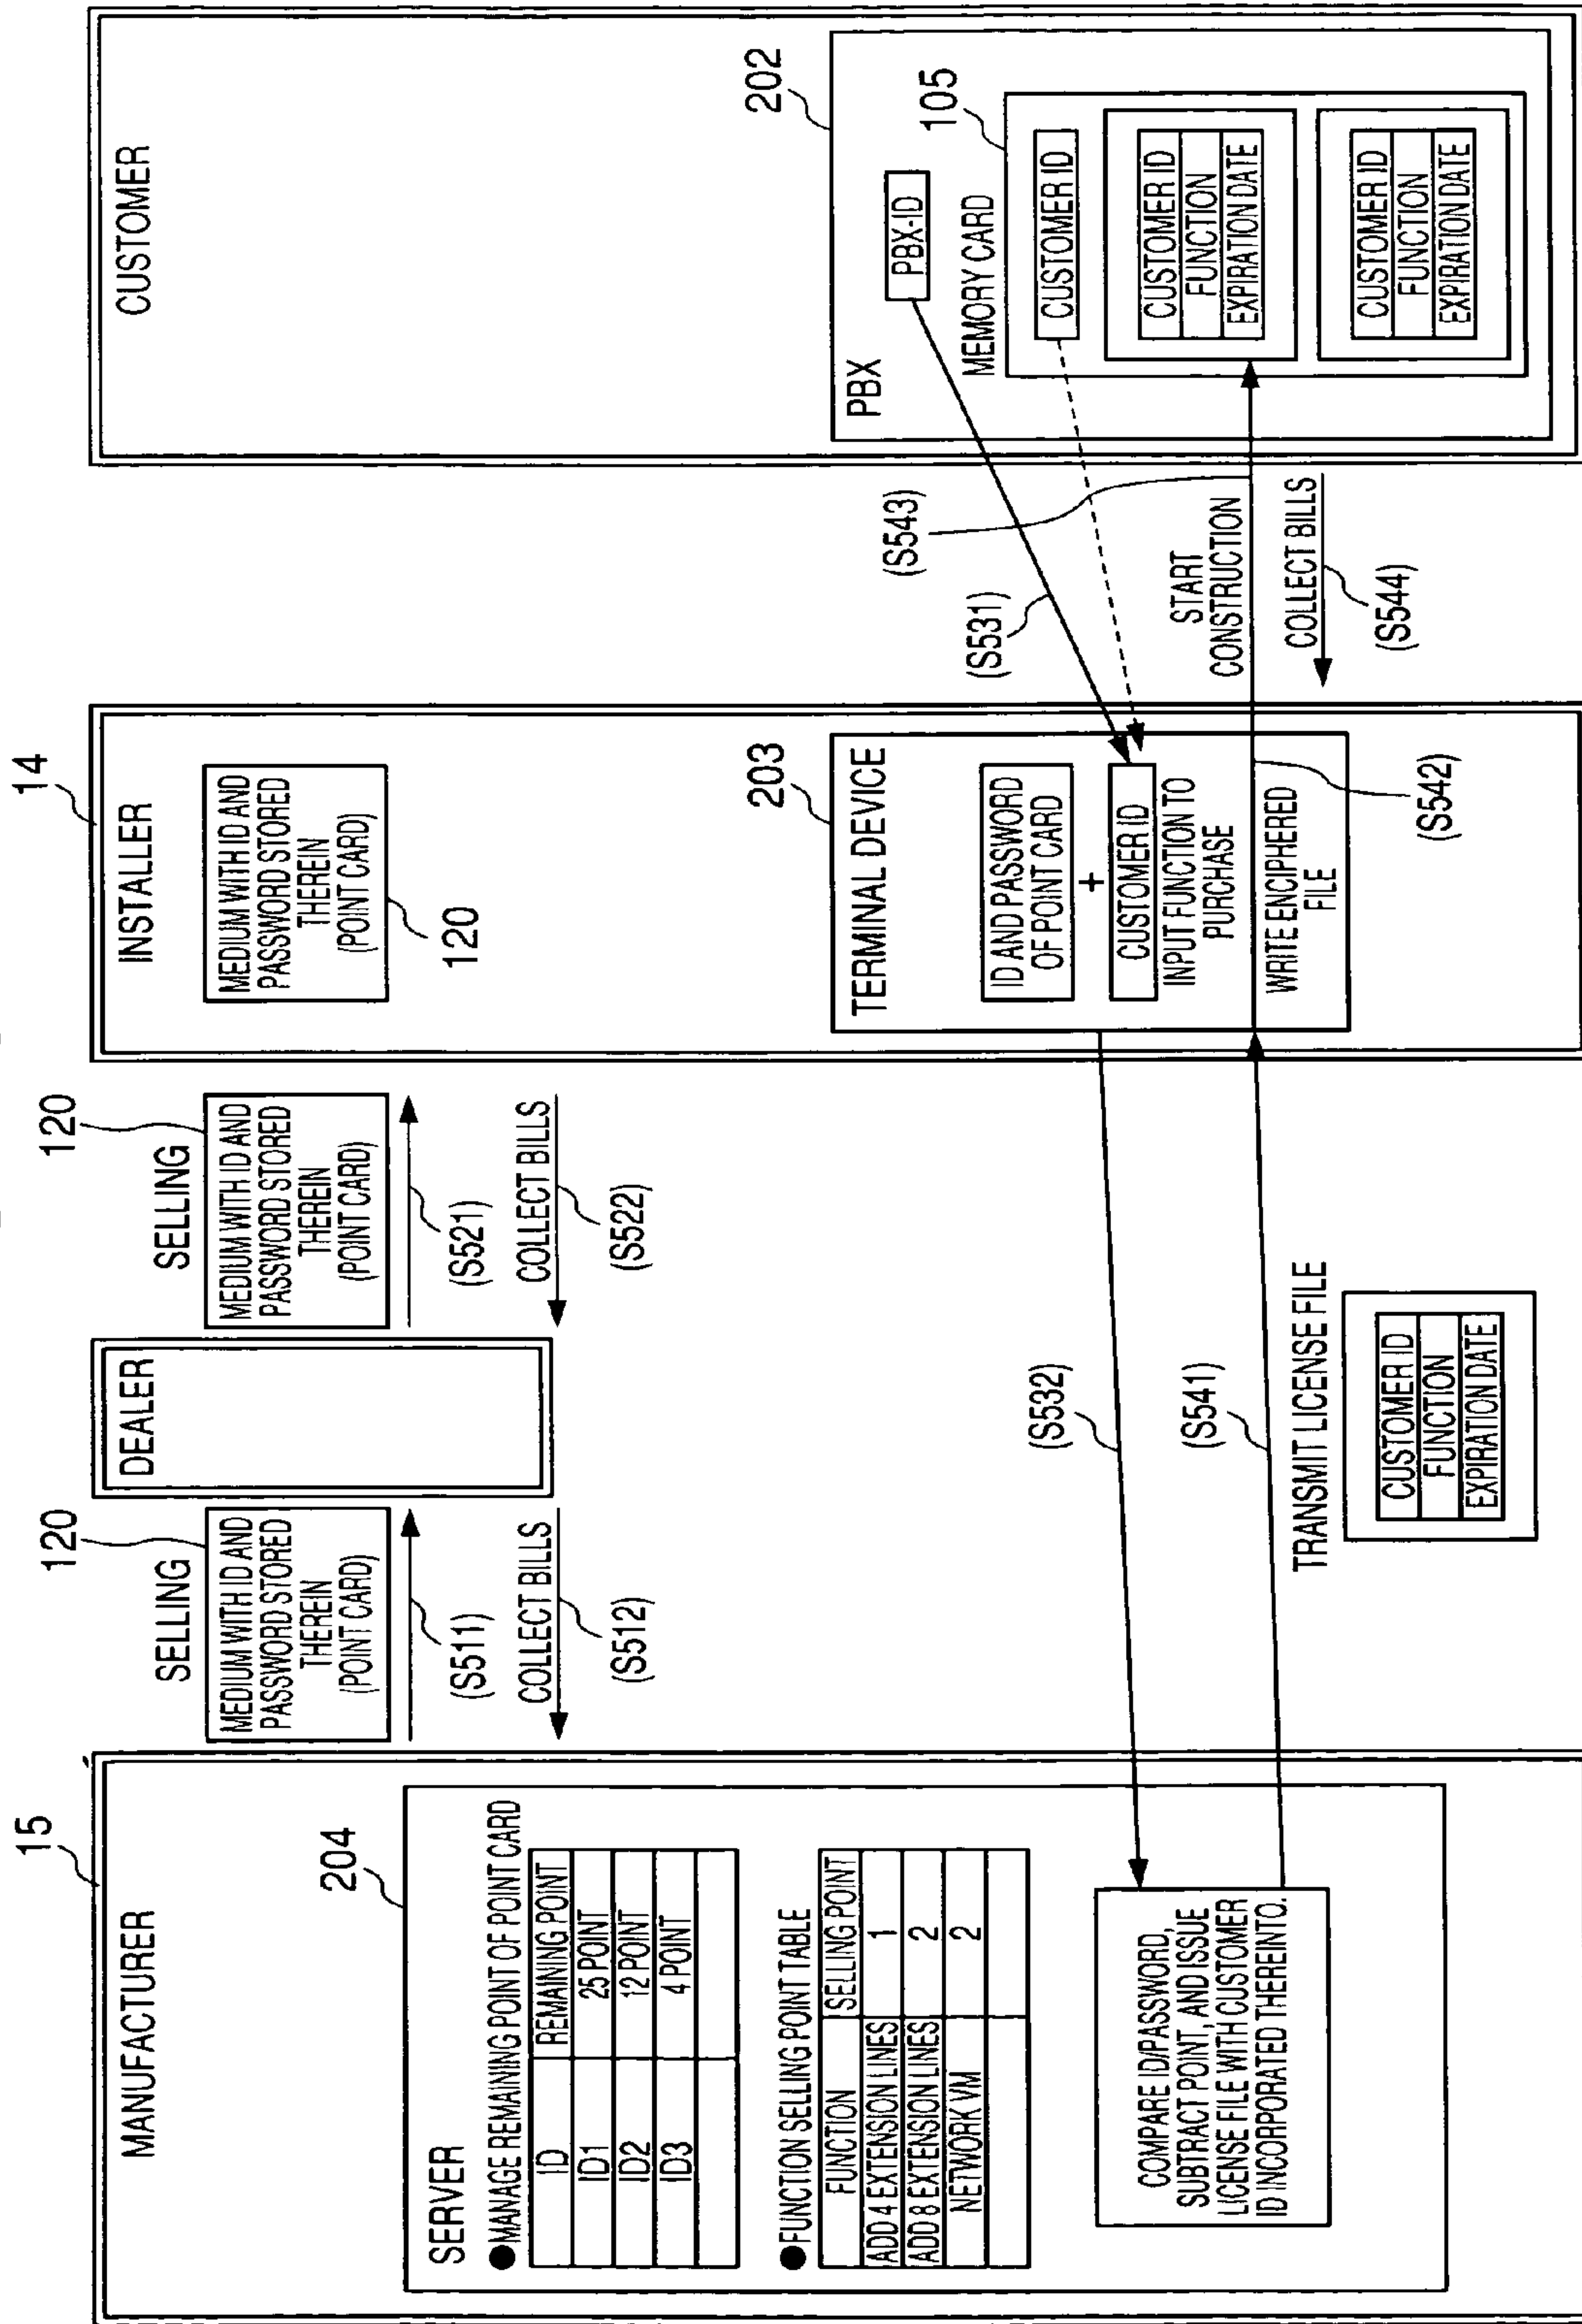 15
MANUFACTURER
204
SERVER
●MANAGE REMAINING POINT OF POINT CARD
ID REMAINING POINT
ID1 25 POINT
ID2 12 POINT
ID3 4 POINT
●FUNCTION SELLING POINT TABLE
FUNCTION SELLING POINT
ADD 4 EXTENSION LINES 1
ADD 8 EXTENSION LINES 2
NETWORK VM 2
COMPARE ID/PASSWORD,
SUBTRACT POINT, AND ISSUE
LICENSE FILE WITH CUSTOMER
ID INCORPORATED THEREINTO.
SELLING
120
MEDIUM WITH ID AND
PASSWORD STORED
THEREIN
(POINT CARD)
(S511)
COLLECT BILLS
(S512)
DEALER
SELLING
120
MEDIUM WITH ID AND
PASSWORD STORED
THEREIN
(POINT CARD)
(S521)
COLLECT BILLS
(S522)
(S532)
(S541)
TRANSMIT LICENSE FILE
CUSTOMER ID
FUNCTION
EXPIRATION DATE
14
INSTALLER
MEDIUM WITH ID AND
PASSWORD STORED
THEREIN
(POINT CARD)
120
203
TERMINAL DEVICE
ID AND PASSWORD
OF POINT CARD
+
CUSTOMER ID
INPUT FUNCTION TO
PURCHASE
WRITE ENCIPHERED
FILE
(S542)
(S531)
(S543)
START
CONSTRUCTION
COLLECT BILLS
(S544)
CUSTOMER
202
PBX
PBX-ID
MEMORY CARD
105
CUSTOMER ID
CUSTOMER ID
FUNCTION
EXPIRATION DATE
CUSTOMER ID
FUNCTION
EXPIRATION DATE